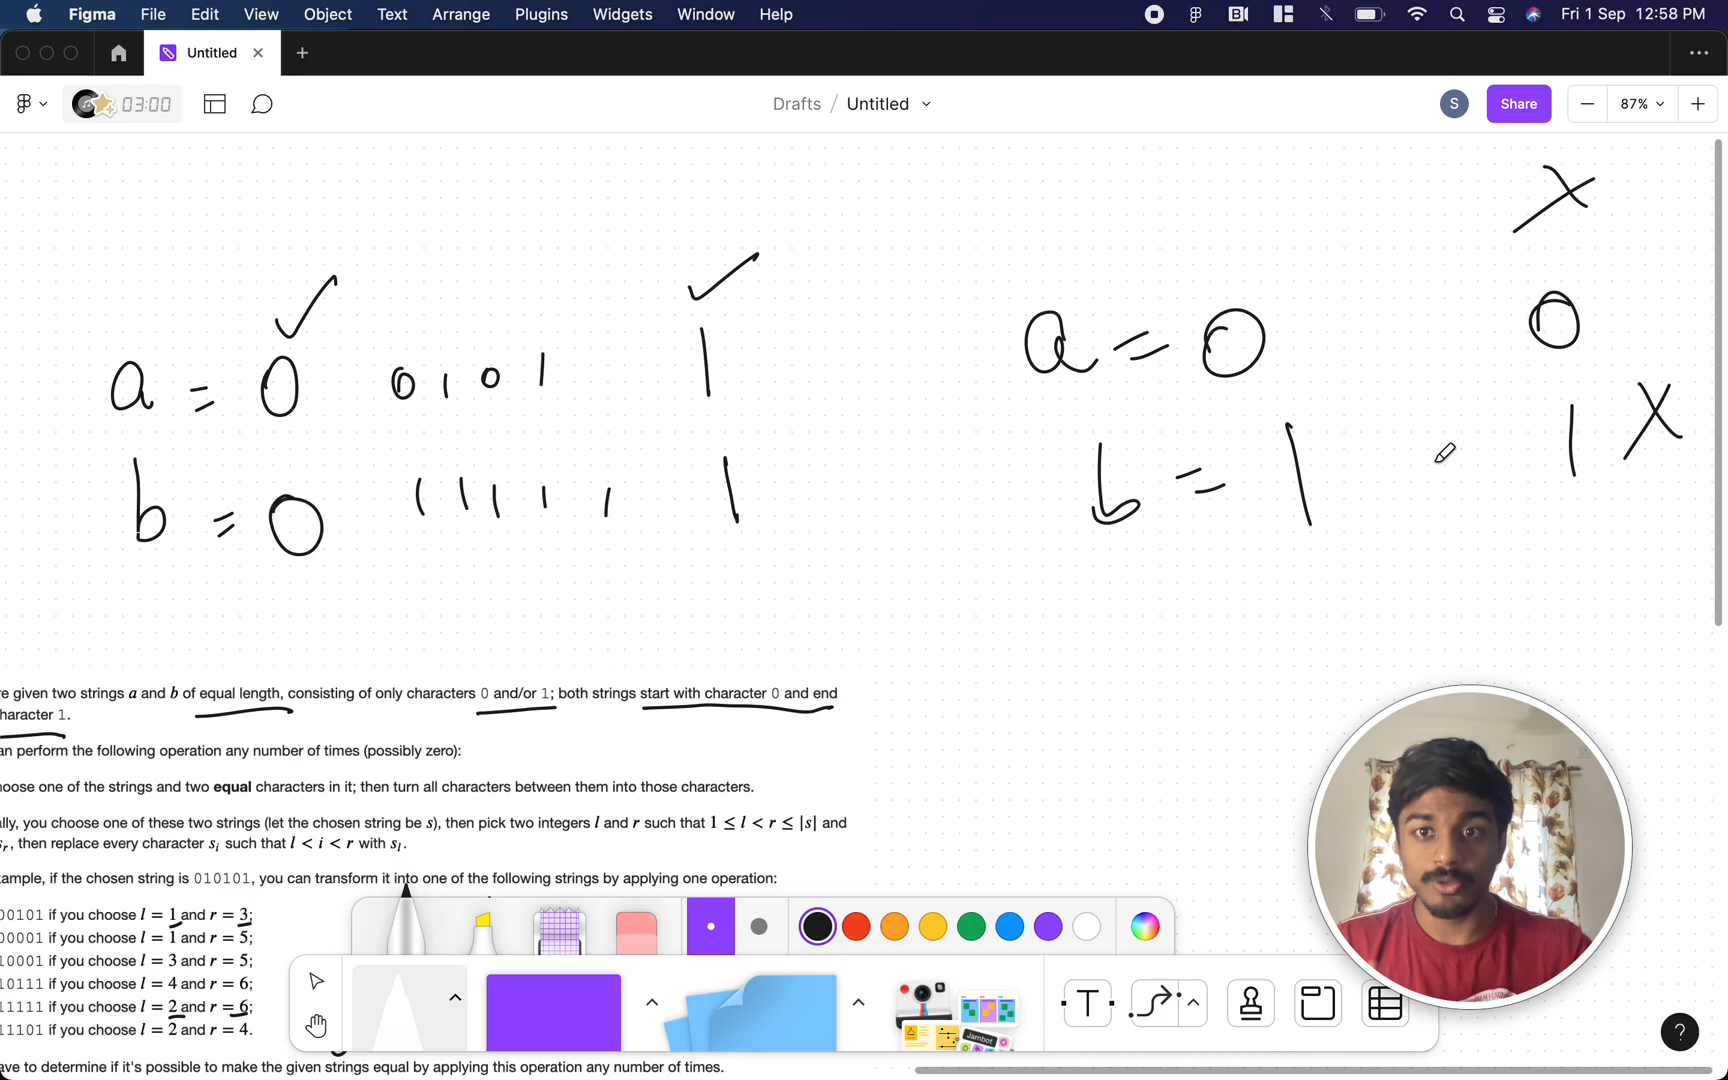 Figma File Edit View Object Text Arrange Plugins Widgets Window Help Fri 1 Sep 12:58 PM
Untitled
03:00 Drafts / Untitled S Share 87%
X
a = 0 0 1 0 1 1
b = 0 1 1 1 1 1 1
a = 0 0
b = 1 1 X
re given two strings a and b of equal length, consisting of only characters 0 and/or 1; both strings start with character 0 and end
haracter 1.
an perform the following operation any number of times (possibly zero):
oose one of the strings and two equal characters in it; then turn all characters between them into those characters.
lly, you choose one of these two strings (let the chosen string be s), then pick two integers l and r such that 1 ≤ l < r ≤ |s| and
sᵣ, then replace every character sᵢ such that l < i < r with sₗ.
ample, if the chosen string is 010101, you can transform it into one of the following strings by applying one operation:
00101 if you choose l = 1 and r = 3;
00001 if you choose l = 1 and r = 5;
10001 if you choose l = 3 and r = 5;
10111 if you choose l = 4 and r = 6;
11111 if you choose l = 2 and r = 6;
11101 if you choose l = 2 and r = 4.
ave to determine if it's possible to make the given strings equal by applying this operation any number of times.
T
Jambot
?